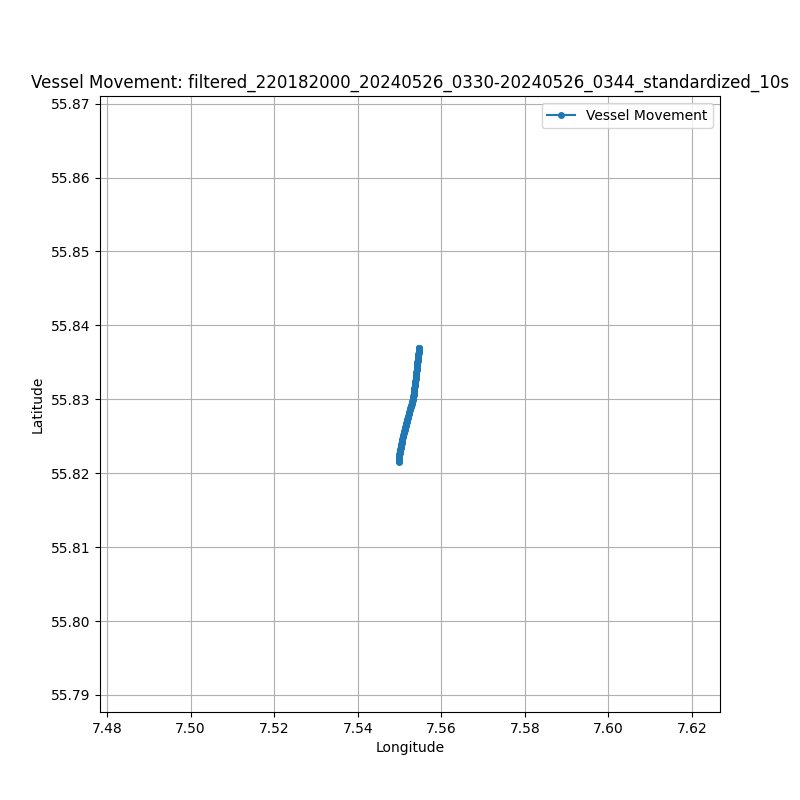 Vessel Movement: filtered_220182000_20240526_0330-20240526_0344_standardized_10s
Vessel Movement
55.87
55.86
55.85
55.84
55.83
55.82
55.81
55.80
55.79
Latitude
7.48 7.50 7.52 7.54 7.56 7.58 7.60 7.62
Longitude